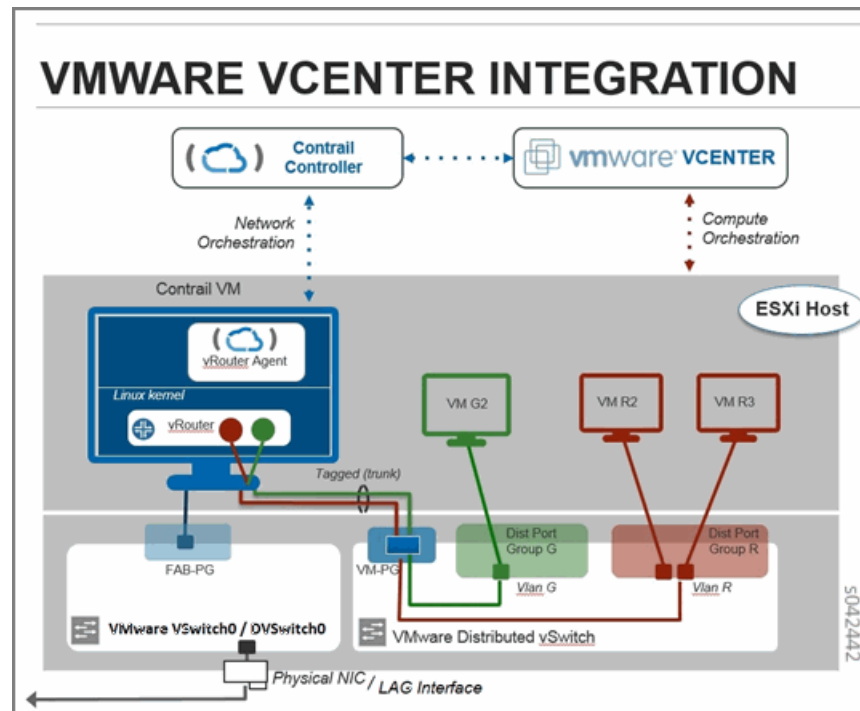 VMWARE VCENTER INTEGRATION
Contrail
Controller
vmware® VCENTER
Network
Orchestration
Compute
Orchestration
Contrail VM
ESXi Host
vRouter Agent
Linux kernel
vRouter
VM G2
VM R2
VM R3
Tagged (trunk)
FAB-PG
VM-PG
Dist Port
Group G
Dist Port
Group R
Vlan G
Vlan R
VMware VSwitch0 / DVSwitch0
VMware Distributed vSwitch
Physical NIC / LAG Interface
s042442